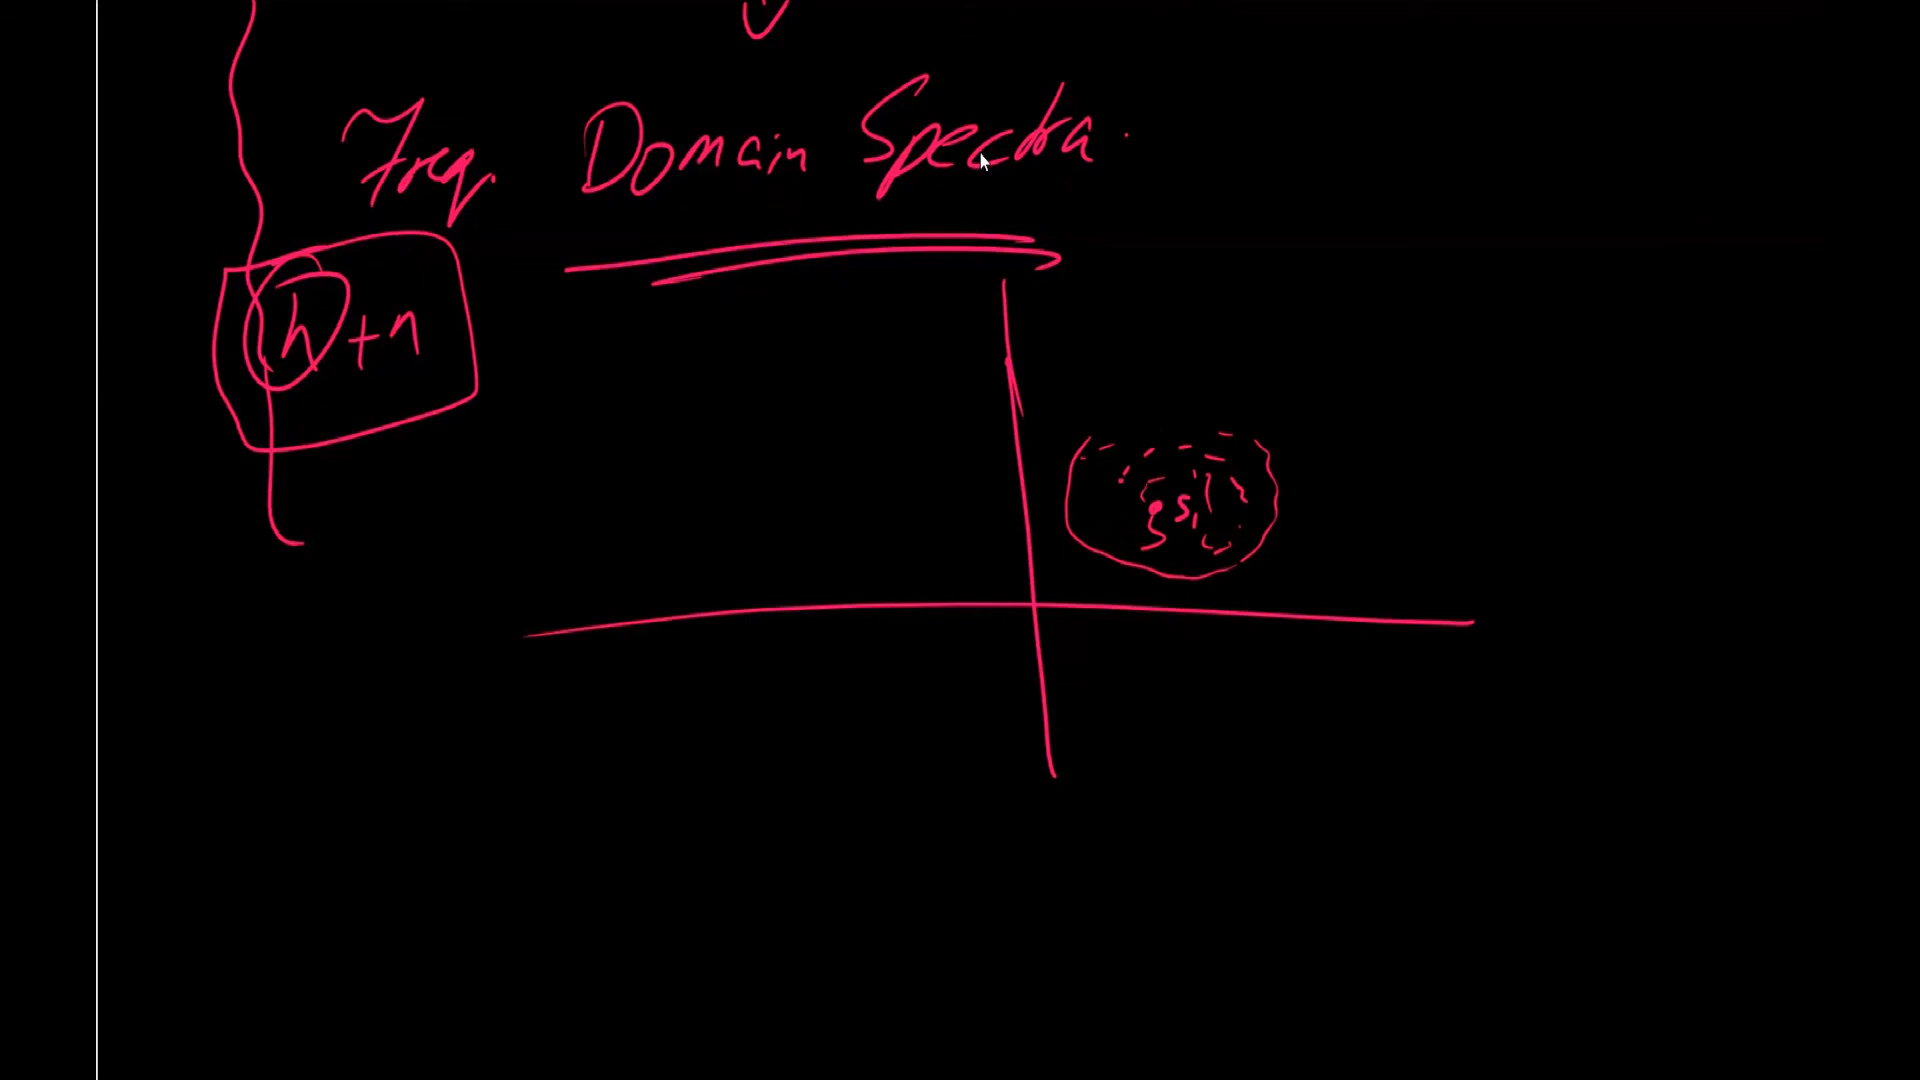 Freq. Domain Spectra.
h+n
s,